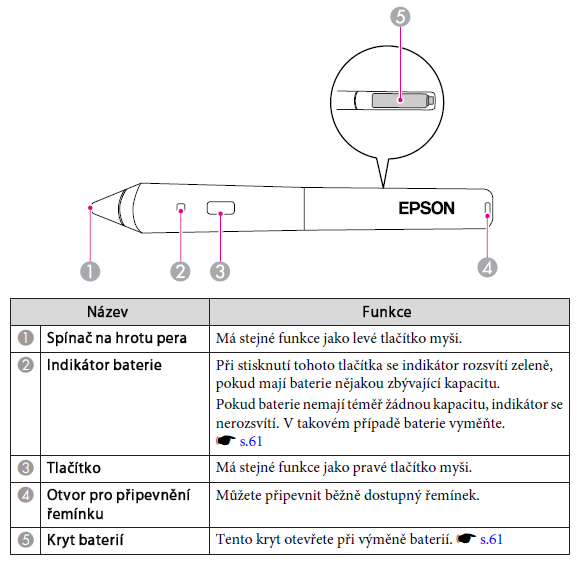 5
EPSON
1
2
3
4
Název Funkce
1 Spínač na hrotu pera Má stejné funkce jako levé tlačítko myši.
2 Indikátor baterie Při stisknutí tohoto tlačítka se indikátor rozsvítí zeleně,
pokud mají baterie nějakou zbývající kapacitu.
Pokud baterie nemají téměř žádnou kapacitu, indikátor se
nerozsvítí. V takovém případě baterie vyměňte.
☛ s.61
3 Tlačítko Má stejné funkce jako pravé tlačítko myši.
4 Otvor pro připevnění Můžete připevnit běžně dostupný řemínek.
řemínku
5 Kryt baterií Tento kryt otevřete při výměně baterií. ☛ s.61